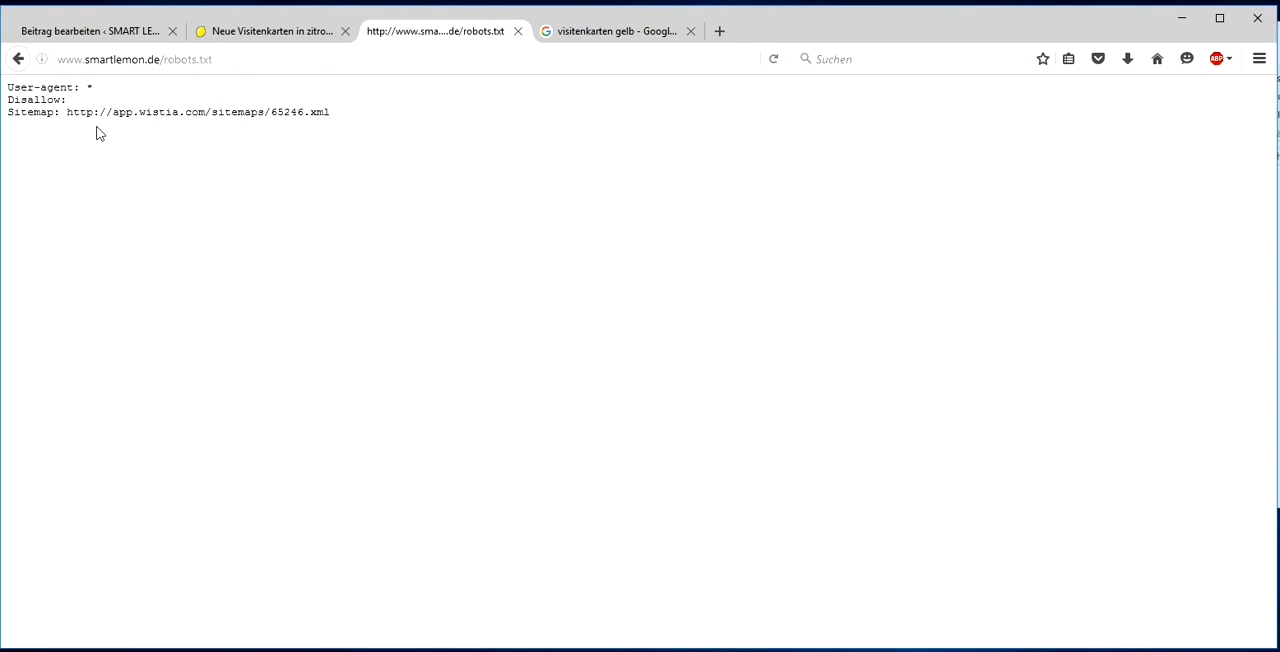 Beitrag bearbeiten ‹ SMART LE...
Neue Visitenkarten in zitro...
http://www.sma....de/robots.txt
visitenkarten gelb - Googl...
www.smartlemon.de/robots.txt
Suchen
ABP
User-agent: *
Disallow:
Sitemap: http://app.wistia.com/sitemaps/65246.xml